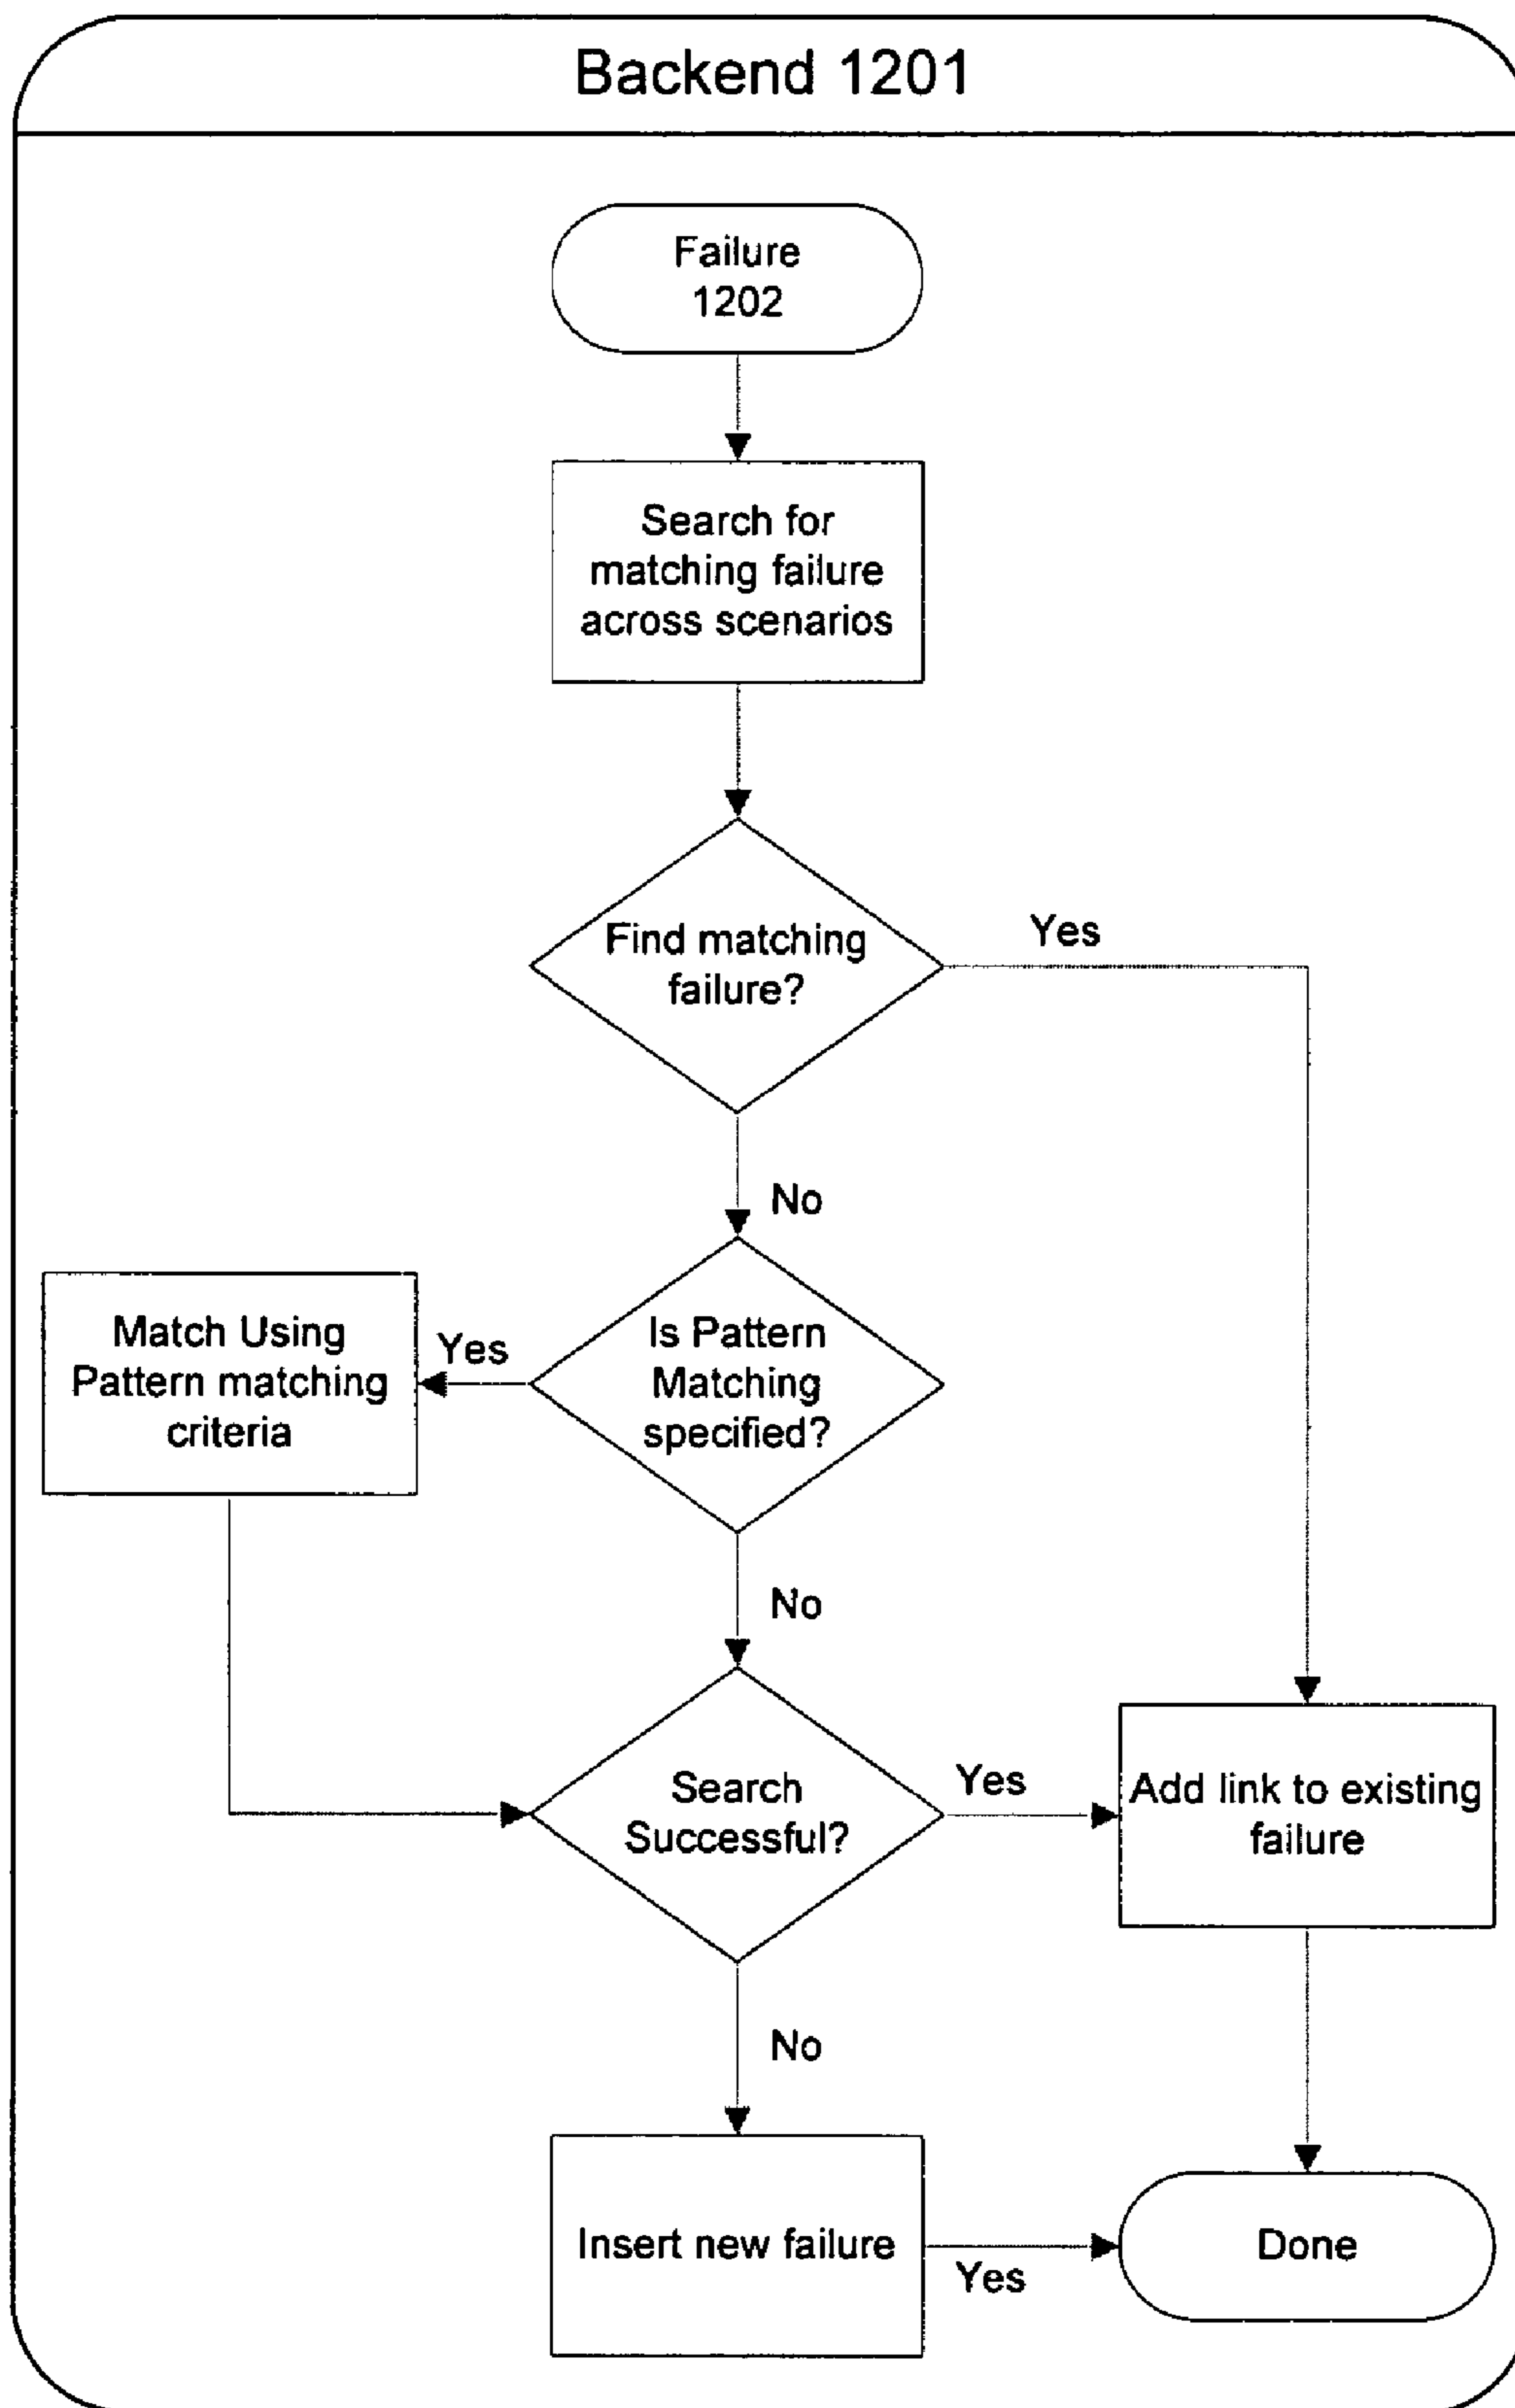 Backend 1201
Failure
1202
Search for
matching failure
across scenarios
Find matching
failure?
Yes
No
Match Using
Pattern matching
criteria
Yes
Is Pattern
Matching
specified?
No
Search
Successful?
Yes
Add link to existing
failure
No
Insert new failure
Yes
Done